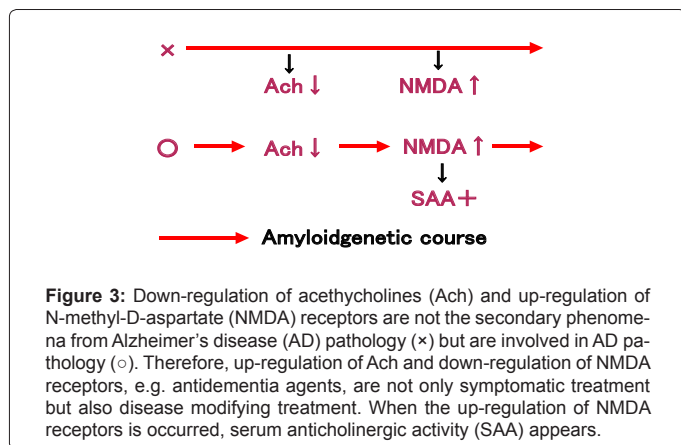 ×
Ach ↓ NMDA ↑
○ Ach ↓ NMDA ↑
SAA+
Amyloidgenetic course
Figure 3: Down-regulation of acethycholines (Ach) and up-regulation of
N-methyl-D-aspartate (NMDA) receptors are not the secondary phenome-
na from Alzheimer's disease (AD) pathology (×) but are involved in AD pa-
thology (○). Therefore, up-regulation of Ach and down-regulation of NMDA
receptors, e.g. antidementia agents, are not only symptomatic treatment
but also disease modifying treatment. When the up-regulation of NMDA
receptors is occurred, serum anticholinergic activity (SAA) appears.